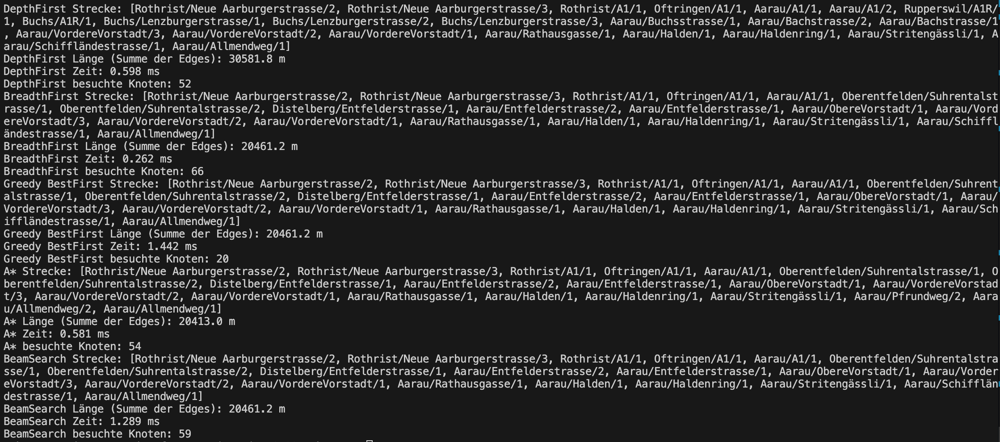 DepthFirst Strecke: [Rothrist/Neue Aarburgerstrasse/2, Rothrist/Neue Aarburgerstrasse/3, Rothrist/A1/1, Oftringen/A1/1, Aarau/A1/1, Aarau/A1/2, Rupperswil/A1R/
1, Buchs/A1R/1, Buchs/Lenzburgerstrasse/1, Buchs/Lenzburgerstrasse/2, Buchs/Lenzburgerstrasse/3, Aarau/Buchsstrasse/1, Aarau/Bachstrasse/2, Aarau/Bachstrasse/1
, Aarau/VordereVorstadt/3, Aarau/VordereVorstadt/2, Aarau/VordereVorstadt/1, Aarau/Rathausgasse/1, Aarau/Halden/1, Aarau/Haldenring/1, Aarau/Stritengässli/1, A
arau/Schiffländestrasse/1, Aarau/Allmendweg/1]
DepthFirst Länge (Summe der Edges): 30581.8 m
DepthFirst Zeit: 0.598 ms
DepthFirst besuchte Knoten: 52
BreadthFirst Strecke: [Rothrist/Neue Aarburgerstrasse/2, Rothrist/Neue Aarburgerstrasse/3, Rothrist/A1/1, Oftringen/A1/1, Aarau/A1/1, Oberentfelden/Suhrentalst
rasse/1, Oberentfelden/Suhrentalstrasse/2, Distelberg/Entfelderstrasse/1, Aarau/Entfelderstrasse/2, Aarau/Entfelderstrasse/1, Aarau/ObereVorstadt/1, Aarau/Vord
ereVorstadt/3, Aarau/VordereVorstadt/2, Aarau/VordereVorstadt/1, Aarau/Rathausgasse/1, Aarau/Halden/1, Aarau/Haldenring/1, Aarau/Stritengässli/1, Aarau/Schiffl
ändestrasse/1, Aarau/Allmendweg/1]
BreadthFirst Länge (Summe der Edges): 20461.2 m
BreadthFirst Zeit: 0.262 ms
BreadthFirst besuchte Knoten: 66
Greedy BestFirst Strecke: [Rothrist/Neue Aarburgerstrasse/2, Rothrist/Neue Aarburgerstrasse/3, Rothrist/A1/1, Oftringen/A1/1, Aarau/A1/1, Oberentfelden/Suhrent
alstrasse/1, Oberentfelden/Suhrentalstrasse/2, Distelberg/Entfelderstrasse/1, Aarau/Entfelderstrasse/2, Aarau/Entfelderstrasse/1, Aarau/ObereVorstadt/1, Aarau/
VordereVorstadt/3, Aarau/VordereVorstadt/2, Aarau/VordereVorstadt/1, Aarau/Rathausgasse/1, Aarau/Halden/1, Aarau/Haldenring/1, Aarau/Stritengässli/1, Aarau/Sch
iffländestrasse/1, Aarau/Allmendweg/1]
Greedy BestFirst Länge (Summe der Edges): 20461.2 m
Greedy BestFirst Zeit: 1.442 ms
Greedy BestFirst besuchte Knoten: 20
A* Strecke: [Rothrist/Neue Aarburgerstrasse/2, Rothrist/Neue Aarburgerstrasse/3, Rothrist/A1/1, Oftringen/A1/1, Aarau/A1/1, Oberentfelden/Suhrentalstrasse/1, O
berentfelden/Suhrentalstrasse/2, Distelberg/Entfelderstrasse/1, Aarau/Entfelderstrasse/2, Aarau/Entfelderstrasse/1, Aarau/ObereVorstadt/1, Aarau/VordereVorstad
t/3, Aarau/VordereVorstadt/2, Aarau/VordereVorstadt/1, Aarau/Rathausgasse/1, Aarau/Halden/1, Aarau/Haldenring/1, Aarau/Stritengässli/1, Aarau/Pfrundweg/2, Aara
u/Allmendweg/2, Aarau/Allmendweg/1]
A* Länge (Summe der Edges): 20413.0 m
A* Zeit: 0.581 ms
A* besuchte Knoten: 54
BeamSearch Strecke: [Rothrist/Neue Aarburgerstrasse/2, Rothrist/Neue Aarburgerstrasse/3, Rothrist/A1/1, Oftringen/A1/1, Aarau/A1/1, Oberentfelden/Suhrentalstra
sse/1, Oberentfelden/Suhrentalstrasse/2, Distelberg/Entfelderstrasse/1, Aarau/Entfelderstrasse/2, Aarau/Entfelderstrasse/1, Aarau/ObereVorstadt/1, Aarau/Vorder
eVorstadt/3, Aarau/VordereVorstadt/2, Aarau/VordereVorstadt/1, Aarau/Rathausgasse/1, Aarau/Halden/1, Aarau/Haldenring/1, Aarau/Stritengässli/1, Aarau/Schifflän
destrasse/1, Aarau/Allmendweg/1]
BeamSearch Länge (Summe der Edges): 20461.2 m
BeamSearch Zeit: 1.289 ms
BeamSearch besuchte Knoten: 59